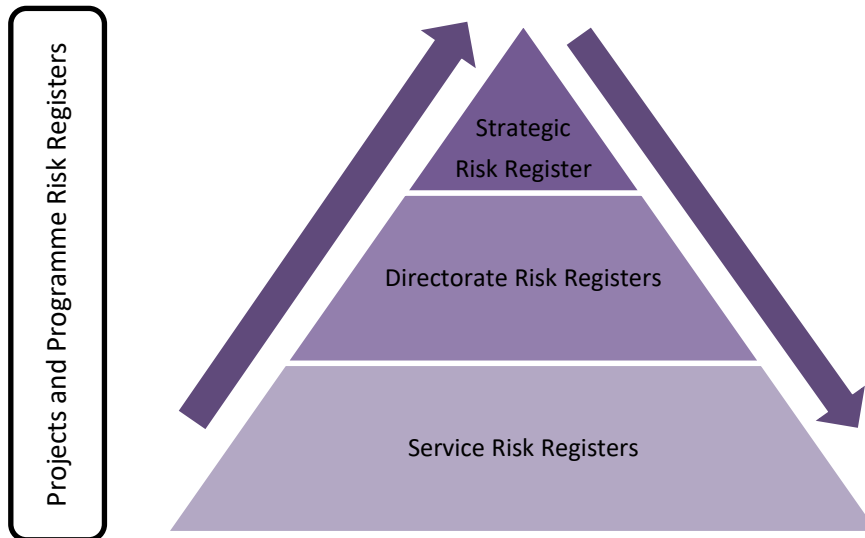 Projects and Programme Risk Registers
Strategic
Risk Register
Directorate Risk Registers
Service Risk Registers